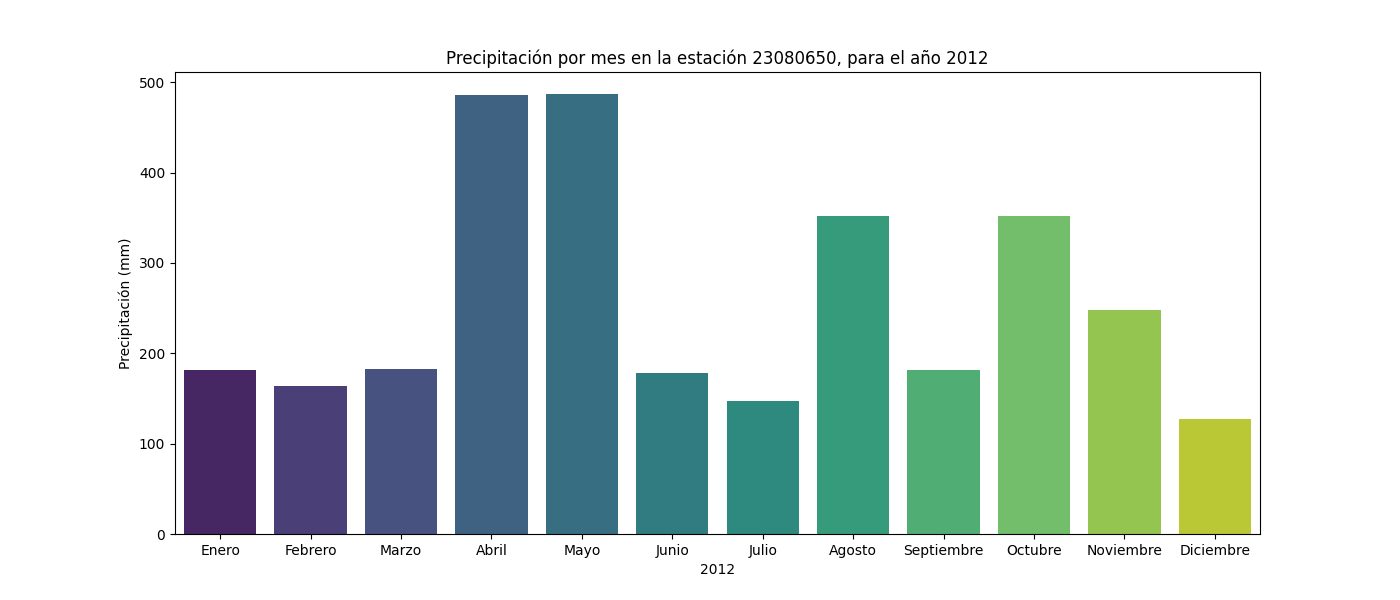 Precipitación por mes en la estación 23080650, para el año 2012
Precipitación (mm)
500
400
300
200
100
0
Enero Febrero Marzo Abril Mayo Junio Julio Agosto Septiembre Octubre Noviembre Diciembre
2012